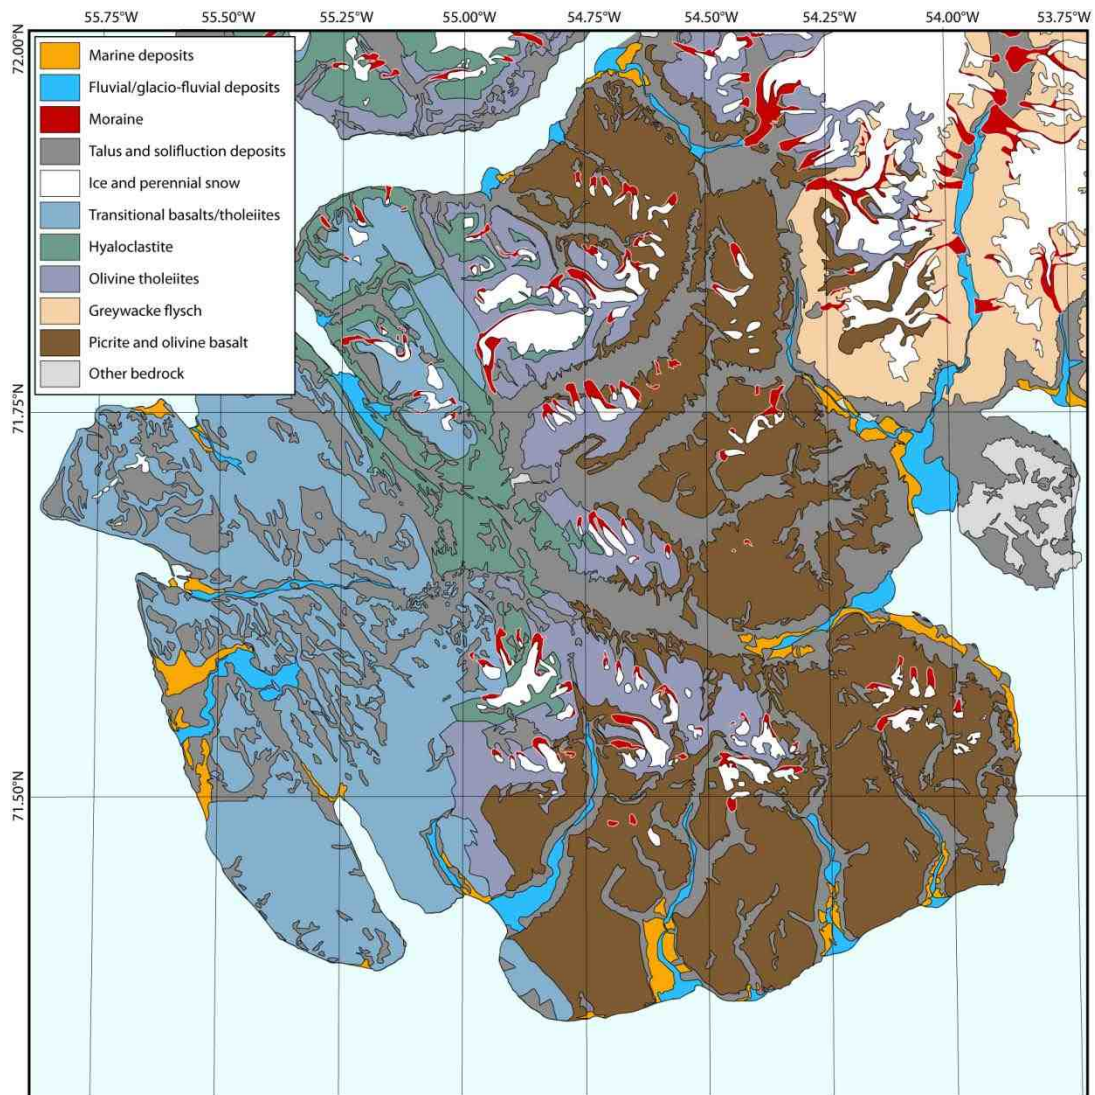 55.75°W 55.50°W 55.25°W 55.00°W 54.75°W 54.50°W 54.25°W 54.00°W 53.75°W
72.00°N
Marine deposits
Fluvial/glacio-fluvial deposits
Moraine
Talus and solifluction deposits
Ice and perennial snow
Transitional basalts/tholeiites
Hyaloclastite
Olivine tholeiites
Greywacke flysch
Picrite and olivine basalt
Other bedrock
71.75°N
71.50°N